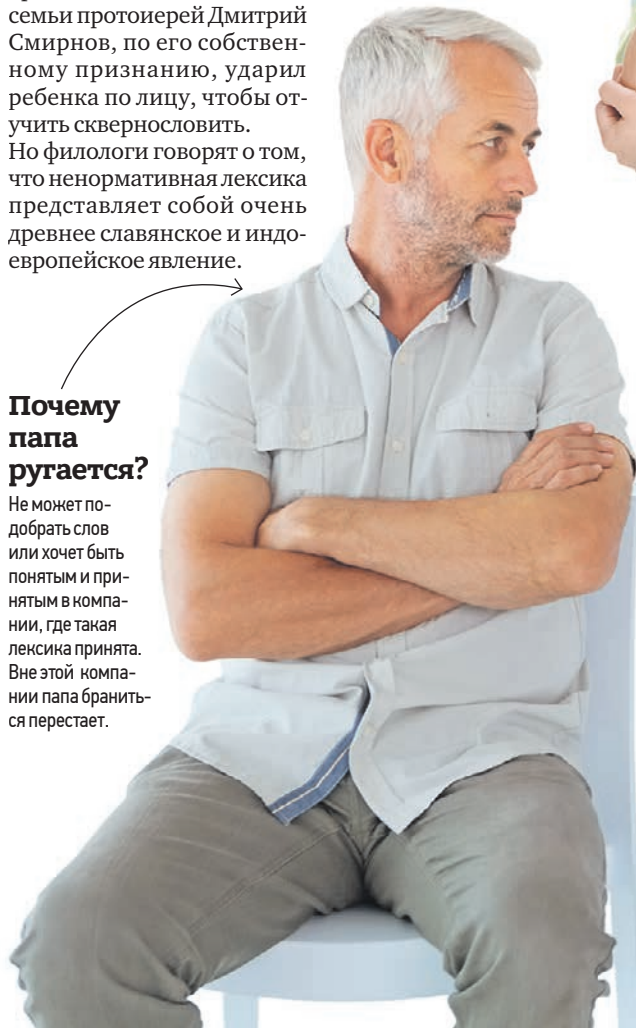 семьи протоиерей Дмитрий
Смирнов, по его собствен-
ному признанию, ударил
ребенка по лицу, чтобы от-
учить сквернословить.
Но филологи говорят о том,
что ненормативная лексика
представляет собой очень
древнее славянское и индо-
европейское явление.
Почему
папа
ругается?
Не может по-
добрать слов
или хочет быть
понятым и при-
нятым в компа-
нии, где такая
лексика принята.
Вне этой компа-
нии папа бранить-
ся перестает.